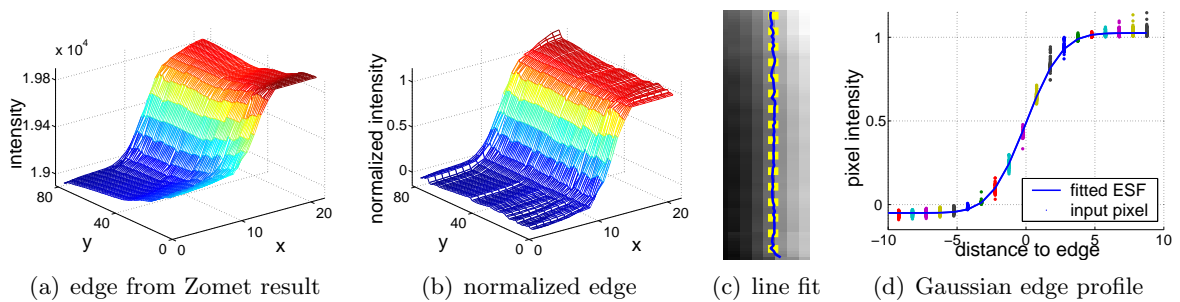 x 10^4
1.98
1.94
1.9
intensity
80
40
0
y
0
10
20
x
(a) edge from Zomet result
1
0.5
0
normalized intensity
80
40
0
y
0
10
20
x
(b) normalized edge
(c) line fit
1
0.5
0
pixel intensity
fitted ESF
input pixel
-10
-5
0
5
10
distance to edge
(d) Gaussian edge profile